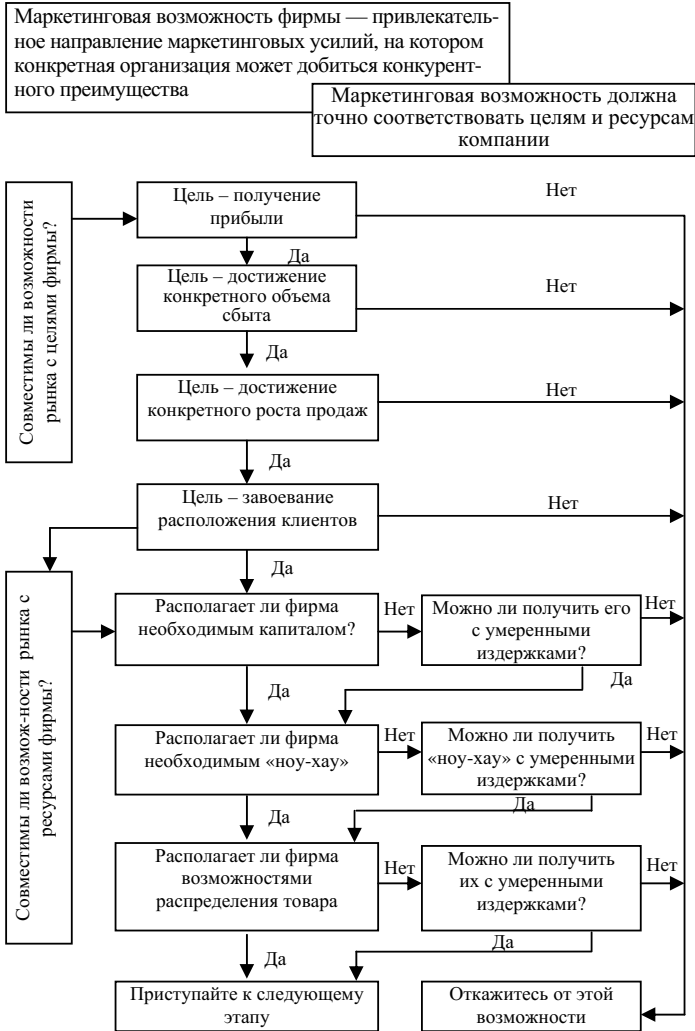 Маркетинговая возможность фирмы — привлекатель-
ное направление маркетинговых усилий, на котором
конкретная организация может добиться конкурент-
ного преимущества
Маркетинговая возможность должна
точно соответствовать целям и ресурсам
компании
Совместимы ли возможности
рынка с целями фирмы?
Цель – получение
прибыли
Нет
Да
Цель – достижение
конкретного объема
сбыта
Нет
Да
Цель – достижение
конкретного роста продаж
Нет
Да
Цель – завоевание
расположения клиентов
Нет
Да
Совместимы ли возмож-ности рынка с
ресурсами фирмы?
Располагает ли фирма
необходимым капиталом?
Нет
Можно ли получить его
с умеренными
издержками?
Нет
Да
Да
Располагает ли фирма
необходимым «ноу-хау»
Нет
Можно ли получить
«ноу-хау» с умеренными
издержками?
Нет
Да
Да
Располагает ли фирма
возможностями
распределения товара
Нет
Можно ли получить
их с умеренными
издержками?
Нет
Да
Да
Приступайте к следующему
этапу
Откажитесь от этой
возможности